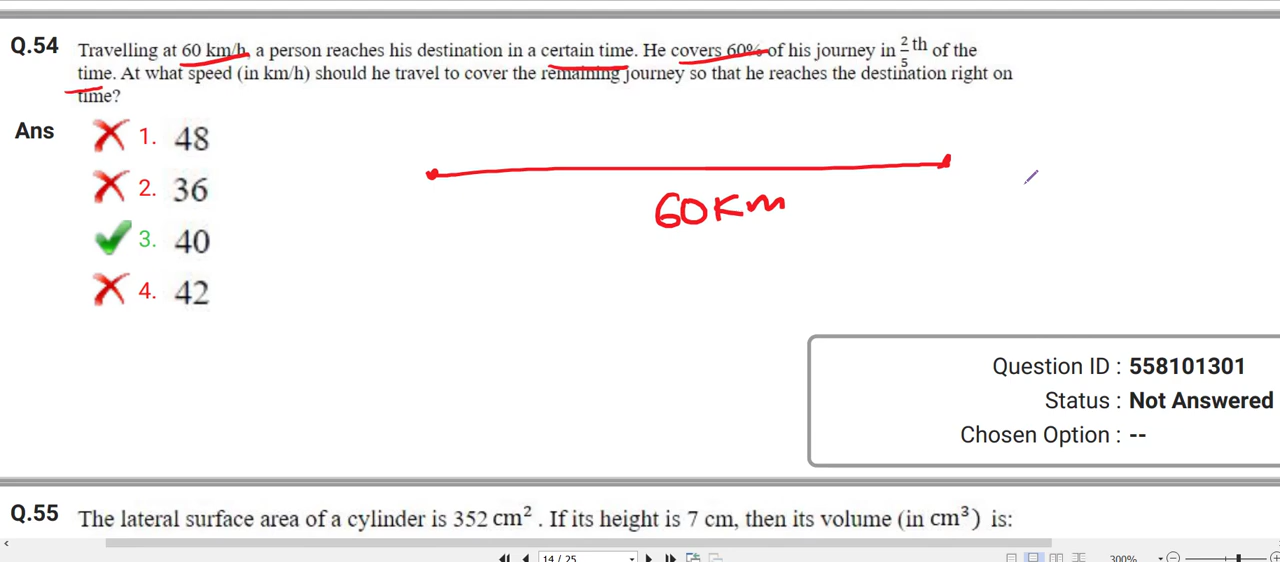 Q.54 Travelling at 60 km/h, a person reaches his destination in a certain time. He covers 60% of his journey in 2/5 th of the
time. At what speed (in km/h) should he travel to cover the remaining journey so that he reaches the destination right on
time?
Ans 1. 48
2. 36
3. 40
4. 42
60Km
Question ID : 558101301
Status : Not Answered
Chosen Option : --
Q.55 The lateral surface area of a cylinder is 352 cm². If its height is 7 cm, then its volume (in cm³) is:
14 / 25
300%